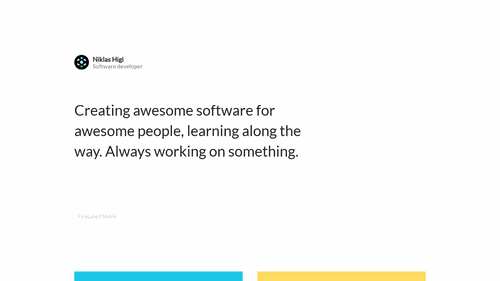 Niklas Higi
Software developer
Creating awesome software for
awesome people, learning along the
way. Always working on something.
Featured Work